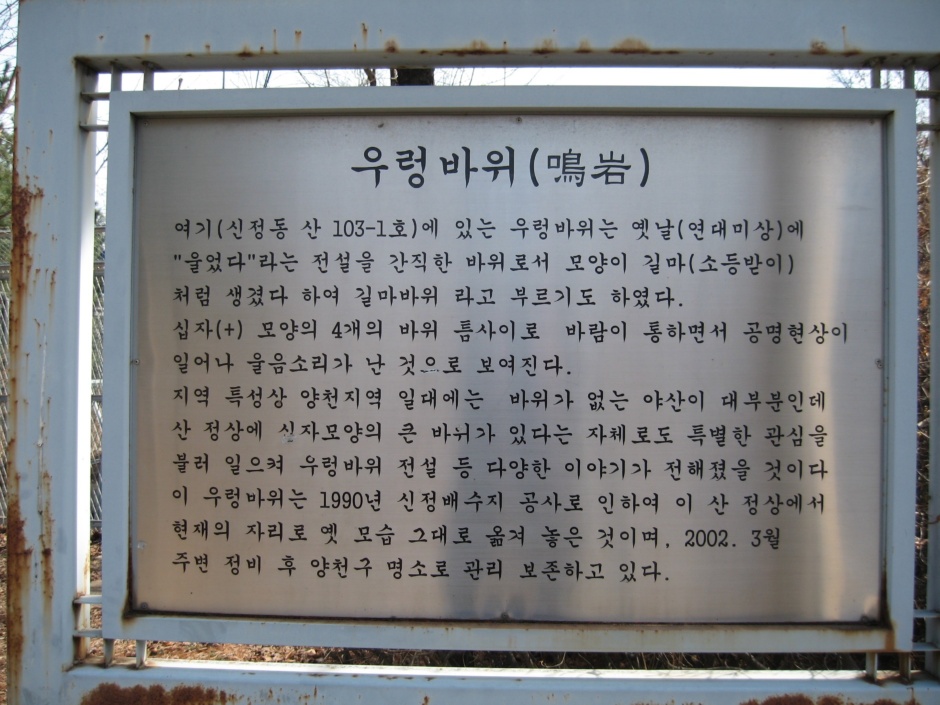 우렁바위(鳴岩)
여기(신정동 산 103-1호)에 있는 우렁바위는 옛날(연대미상)에
"울었다"라는 전설을 간직한 바위로서 모양이 길마(소등받이)
처럼 생겼다 하여 길마바위 라고 부르기도 하였다.
십자(+) 모양의 4개의 바위 틈사이로 바람이 통하면서 공명현상이
일어나 울음소리가 난 것으로 보여진다.
지역 특성상 양천지역 일대에는 바위가 없는 야산이 대부분인데
산 정상에 십자모양의 큰 바위가 있다는 자체로도 특별한 관심을
불러 일으켜 우렁바위 전설 등 다양한 이야기가 전해졌을 것이다
이 우렁바위는 1990년 신정배수지 공사로 인하여 이 산 정상에서
현재의 자리로 옛 모습 그대로 옮겨 놓은 것이며, 2002. 3월
주변 정비 후 양천구 명소로 관리 보존하고 있다.